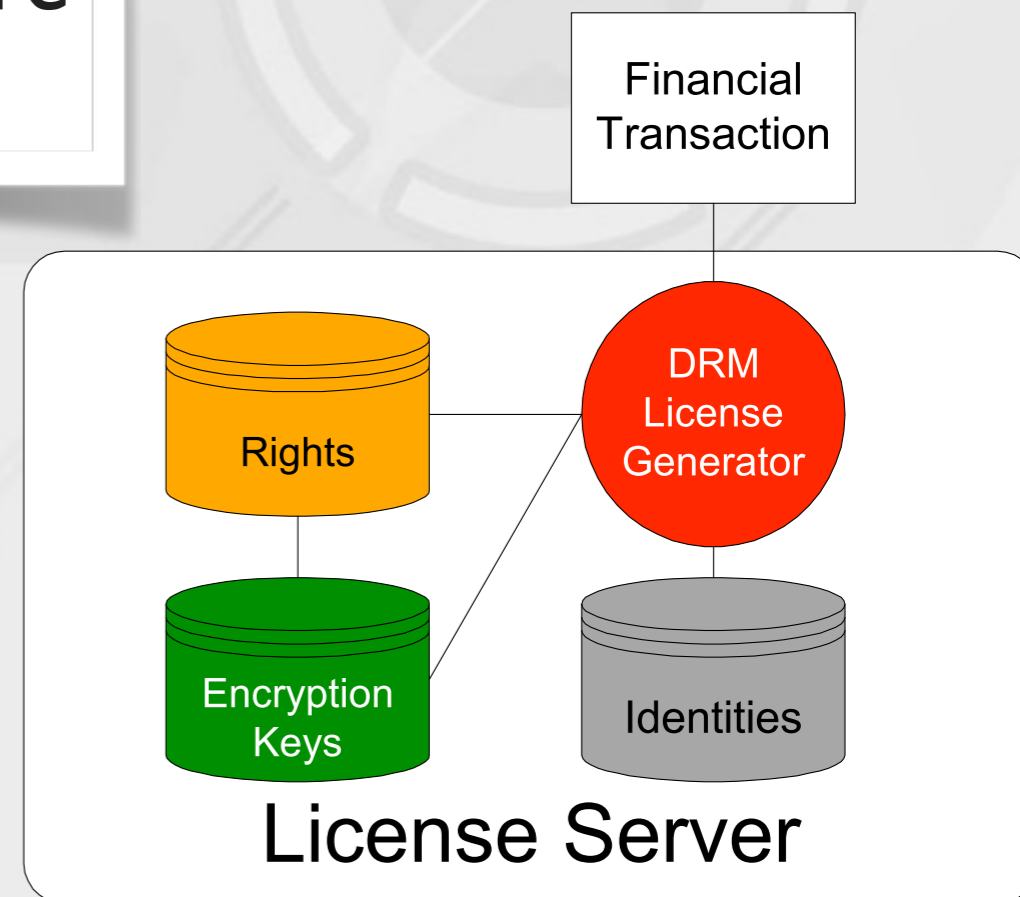 Financial
Transaction
DRM
License
Generator
Rights
Encryption
Keys
Identities
License Server